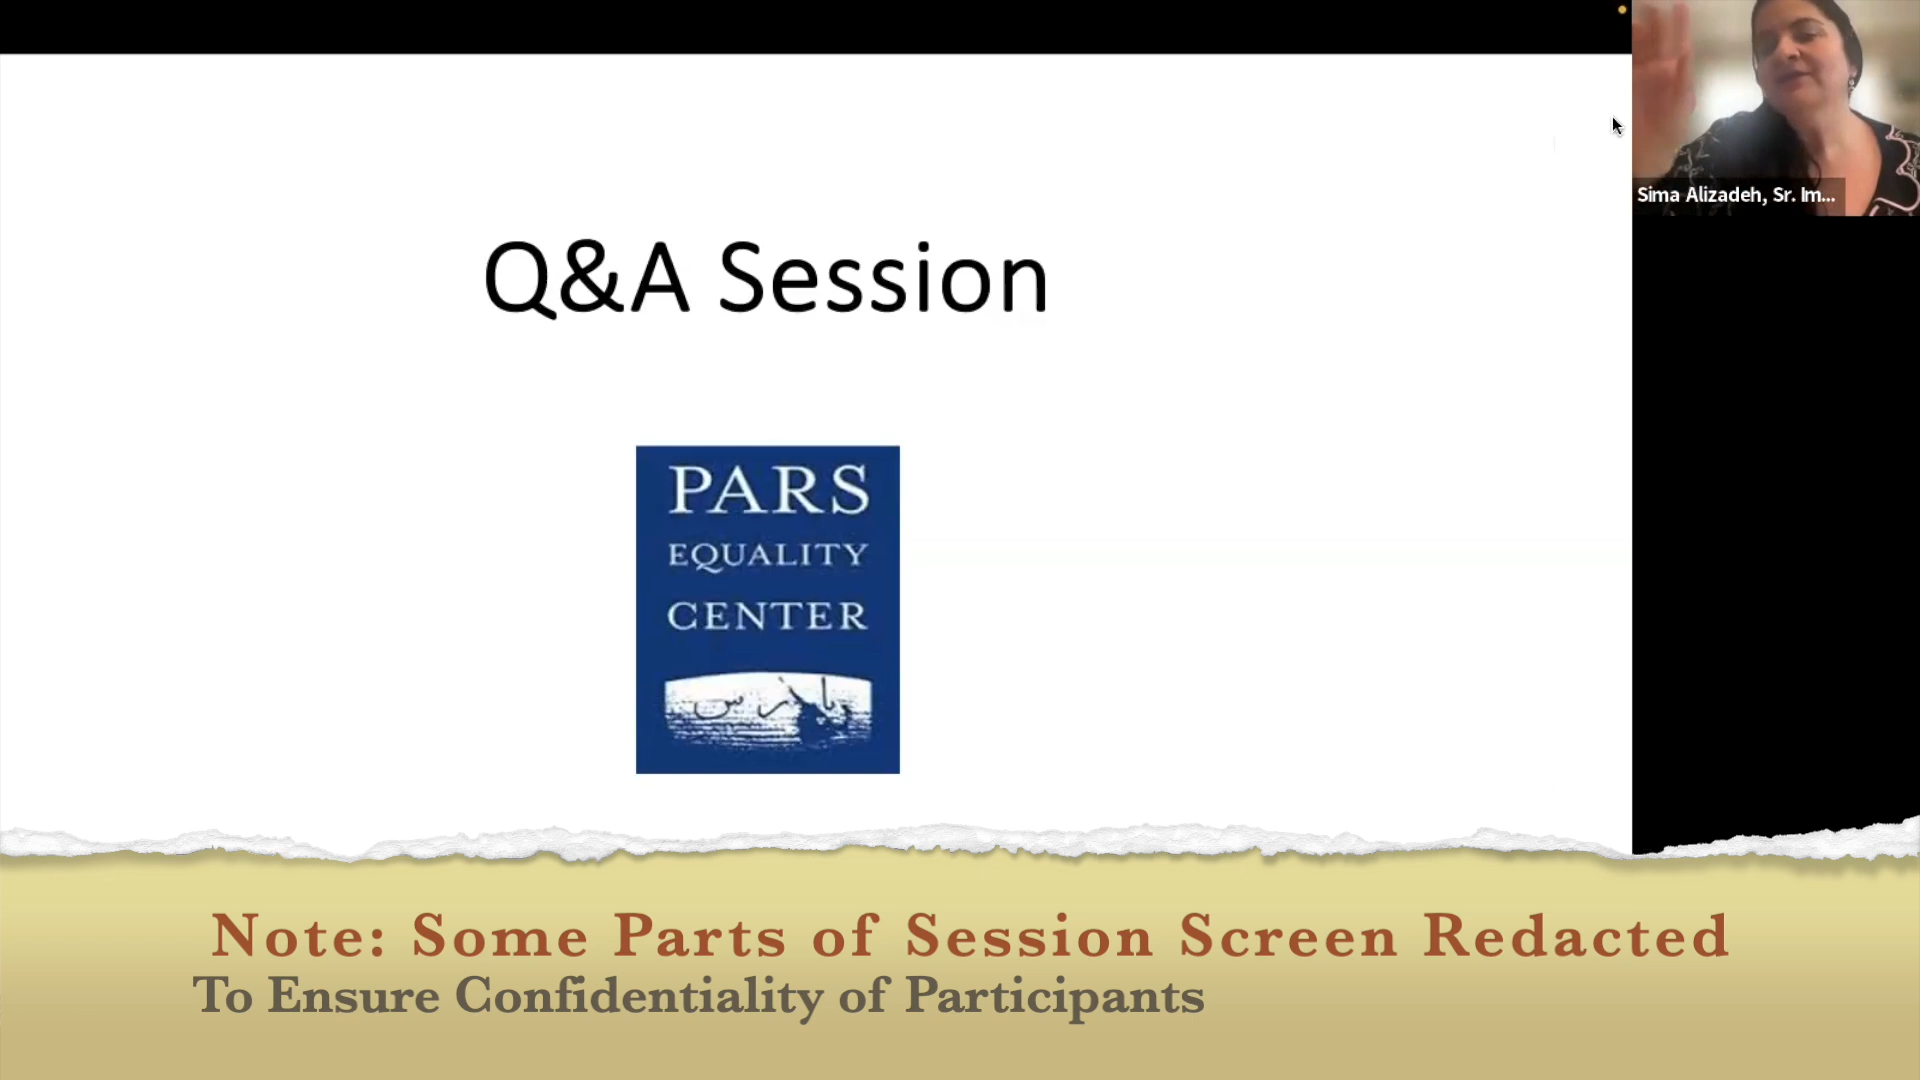 Sima Alizadeh, Sr. Im...
Q&A Session
PARS
EQUALITY
CENTER
پارس
Note: Some Parts of Session Screen Redacted
To Ensure Confidentiality of Participants